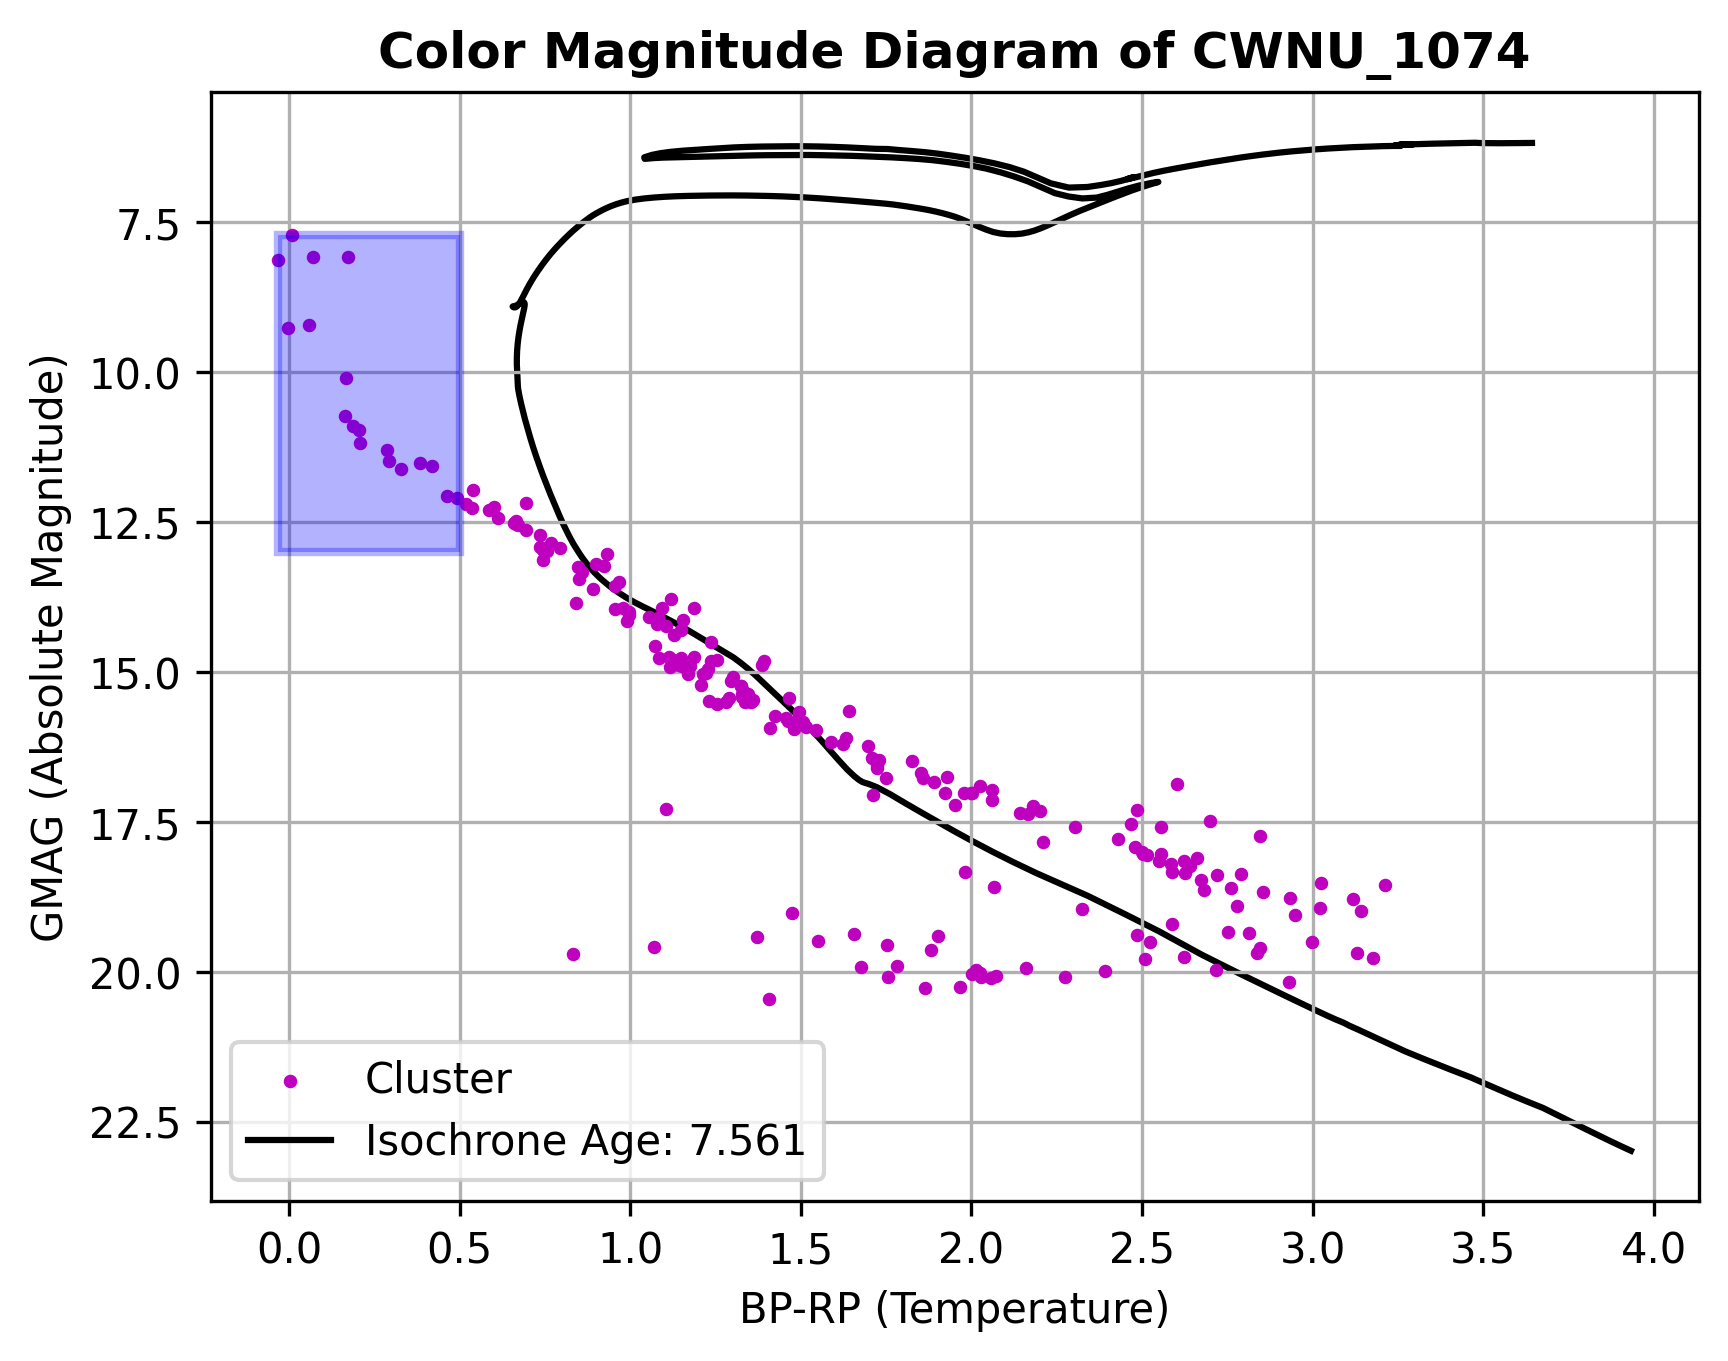 Color Magnitude Diagram of CWNU_1074
GMAG (Absolute Magnitude)
7.5
10.0
12.5
15.0
17.5
20.0
22.5
Cluster
Isochrone Age: 7.561
0.0 0.5 1.0 1.5 2.0 2.5 3.0 3.5 4.0
BP-RP (Temperature)